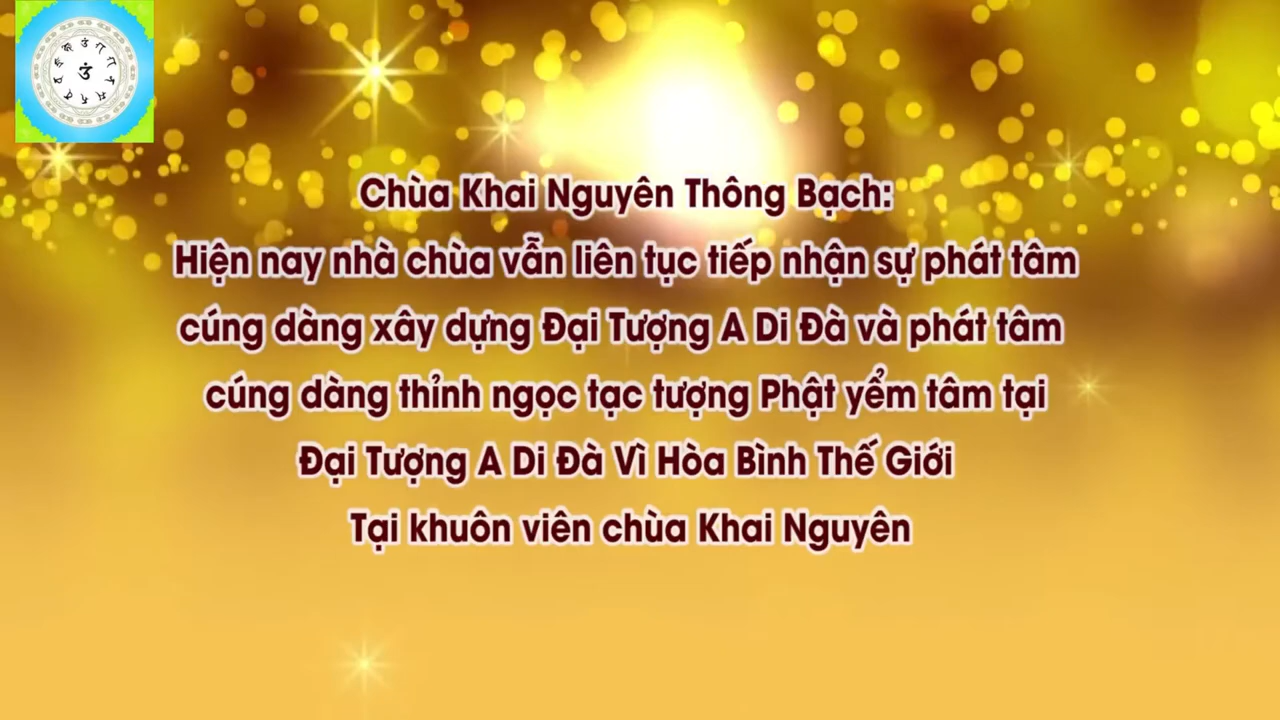 Chùa Khai Nguyên Thông Bạch:
Hiện nay nhà chùa vẫn liên tục tiếp nhận sự phát tâm
cúng dàng xây dựng Đại Tượng A Di Đà và phát tâm
cúng dàng thỉnh ngọc tạc tượng Phật yểm tâm tại
Đại Tượng A Di Đà Vì Hòa Bình Thế Giới
Tại khuôn viên chùa Khai Nguyên